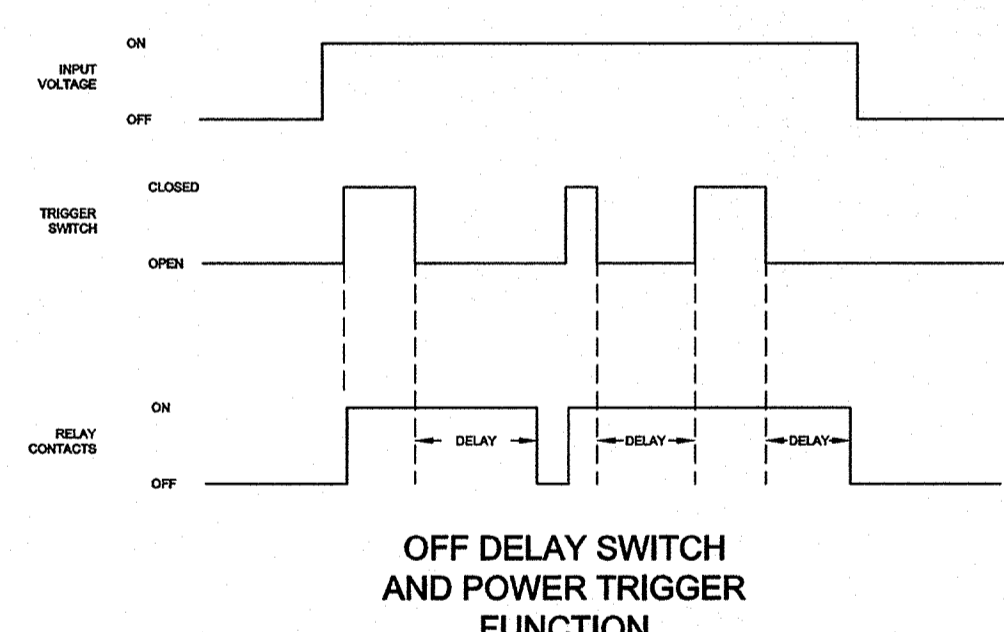 ON
INPUT
VOLTAGE
OFF
CLOSED
TRIGGER
SWITCH
OPEN
ON
RELAY
CONTACTS
DELAY
DELAY
DELAY
OFF
OFF DELAY SWITCH
AND POWER TRIGGER
FUNCTION